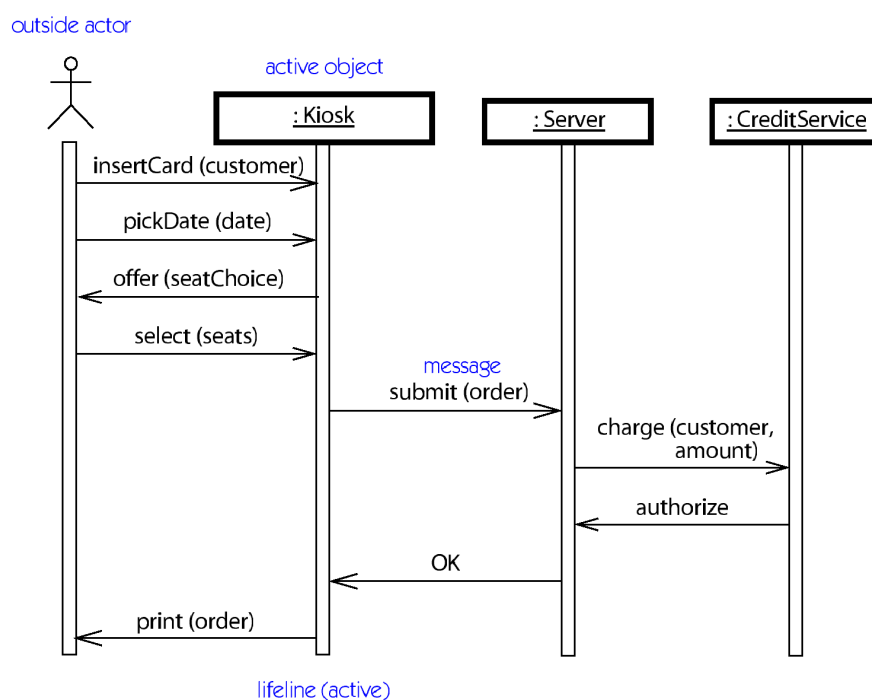 outside actor
active object
: Kiosk
: Server
: CreditService
insertCard (customer)
pickDate (date)
offer (seatChoice)
select (seats)
message
submit (order)
charge (customer,
amount)
authorize
OK
print (order)
lifeline (active)